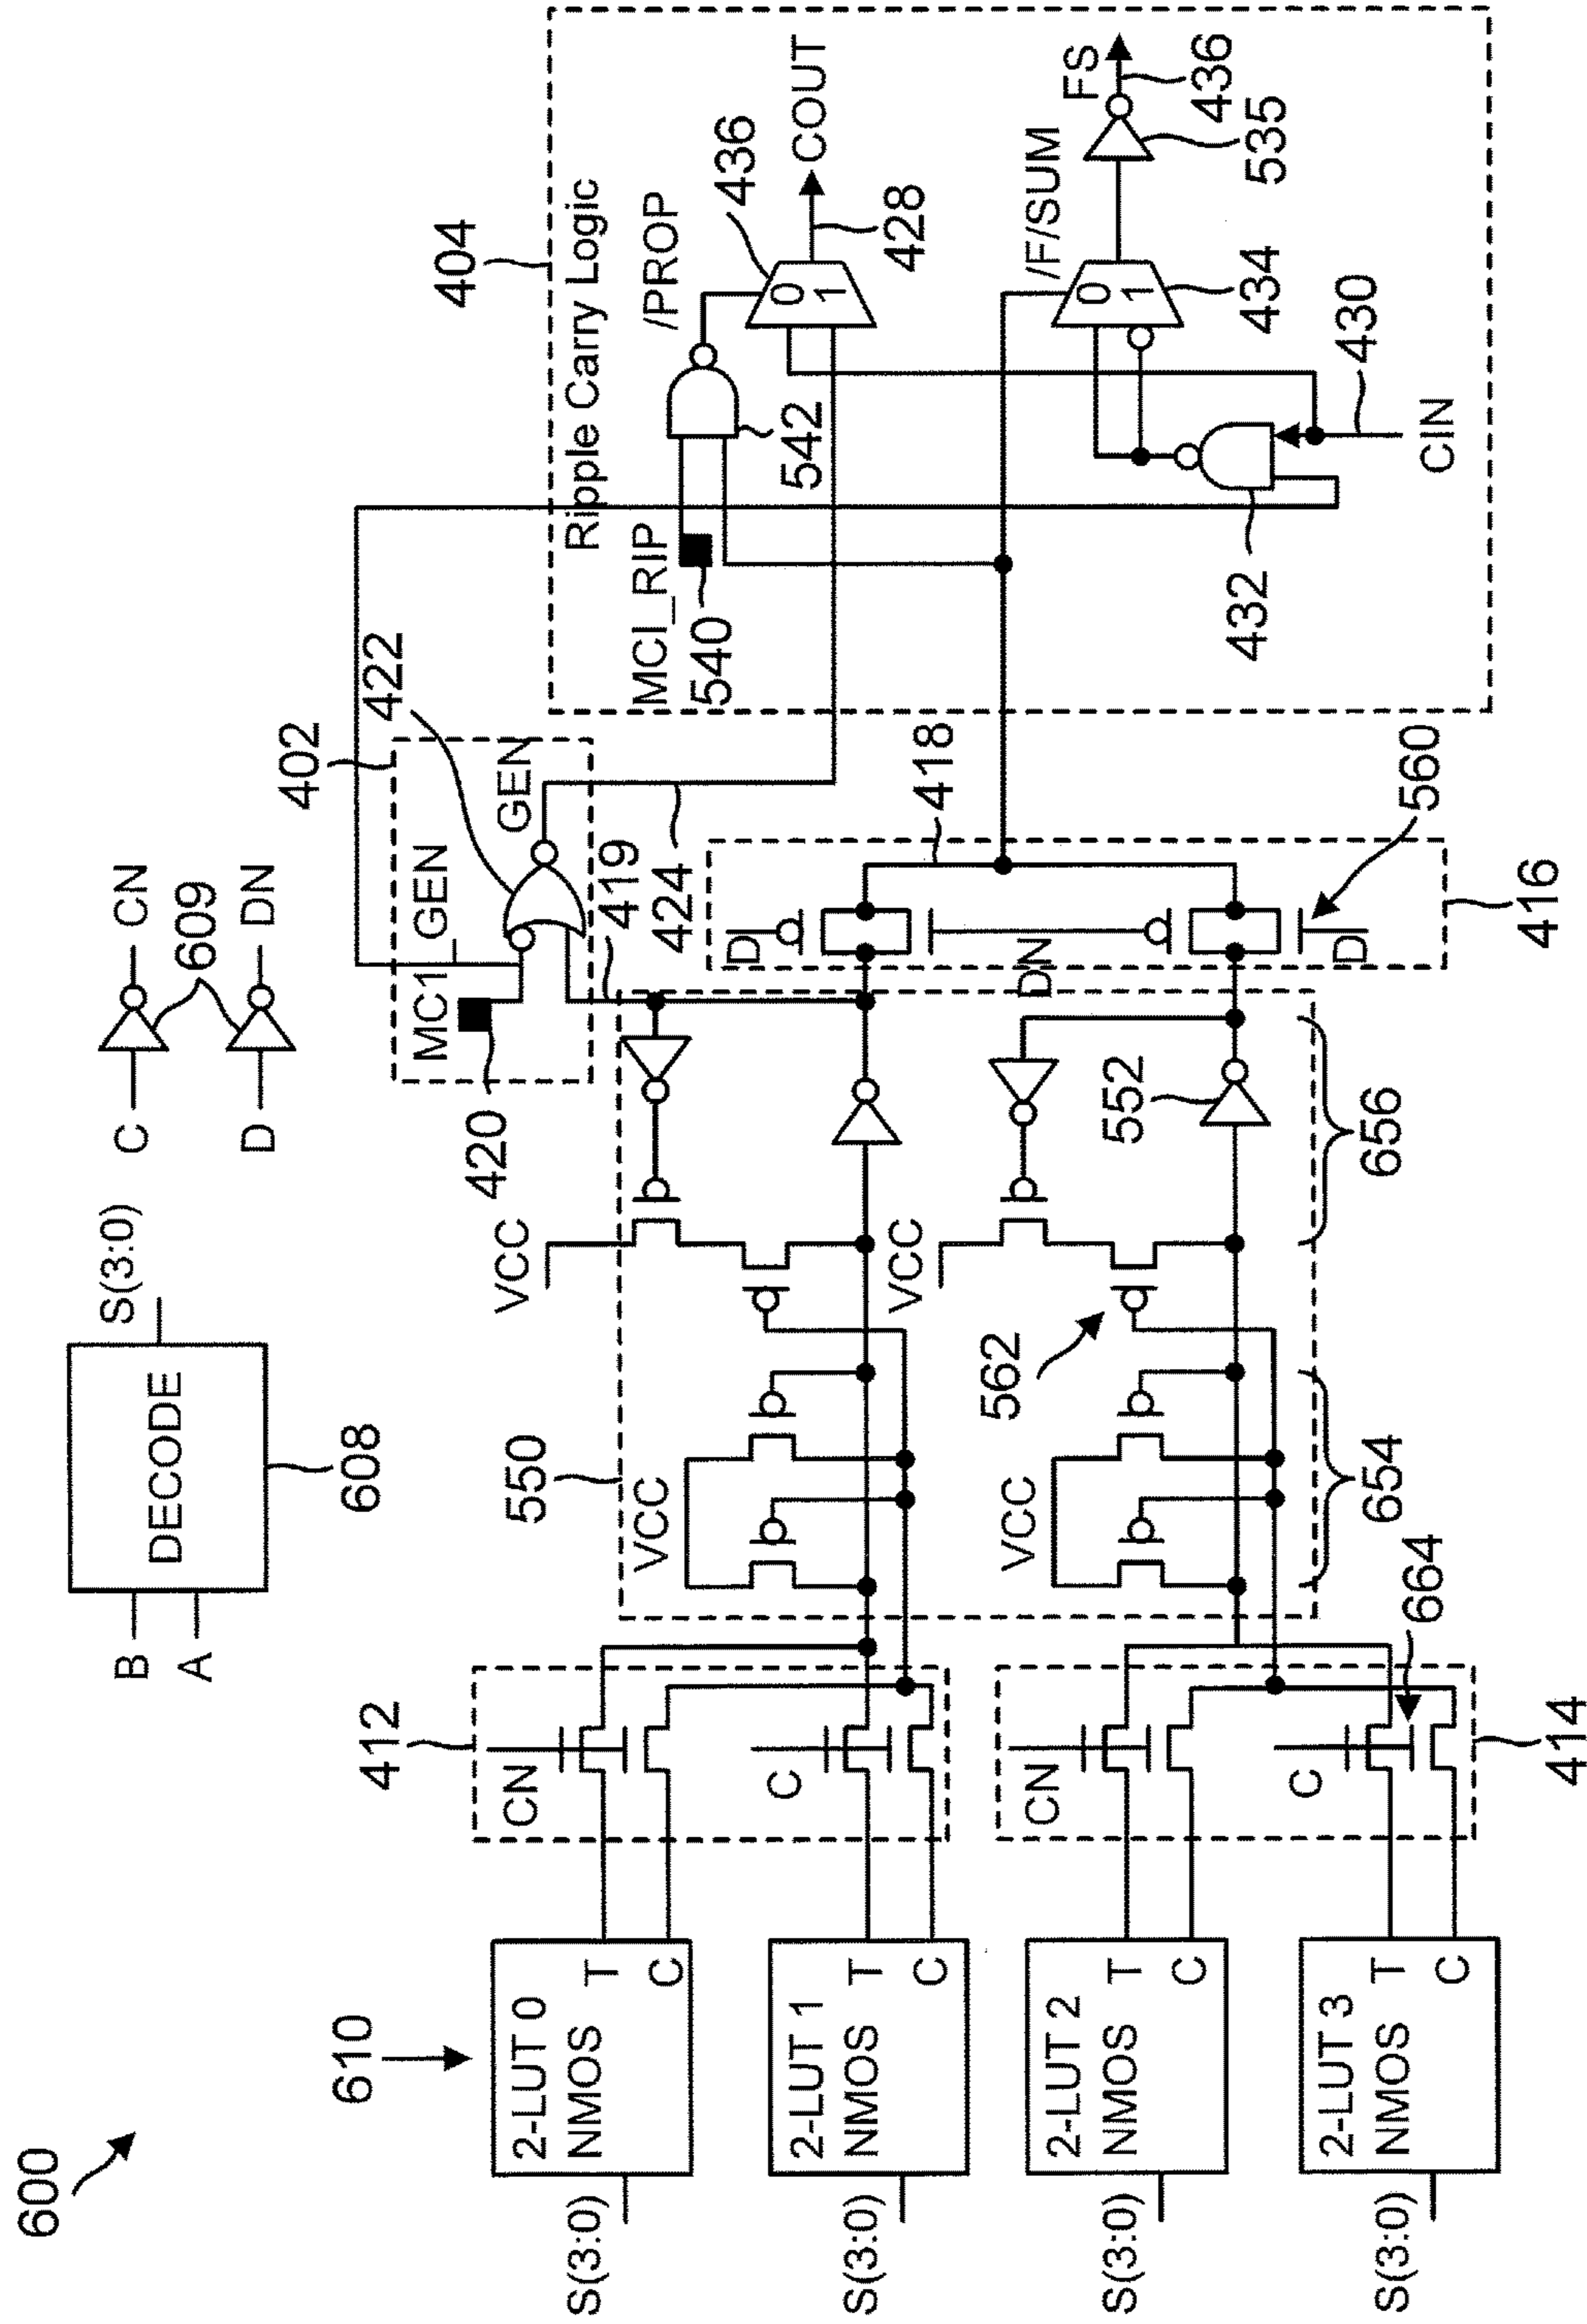 600
610
2-LUT 0
NMOS
T
C
S(3:0)
2-LUT 1
NMOS
T
C
S(3:0)
2-LUT 2
NMOS
T
C
S(3:0)
2-LUT 3
NMOS
T
C
S(3:0)
B
A
DECODE
S(3:0)
608
C
CN
D
DN
609
412
CN
C
CN
C
414
664
550
VCC
VCC
VCC
VCC
562
654
552
656
402
MC1_GEN
GEN
420
422
419
424
D
DN
D
418
560
416
404
Ripple Carry Logic
MCI_RIP
540
542
/PROP
0
1
436
COUT
428
/F/SUM
0
1
434
FS
436
535
432
CIN
430